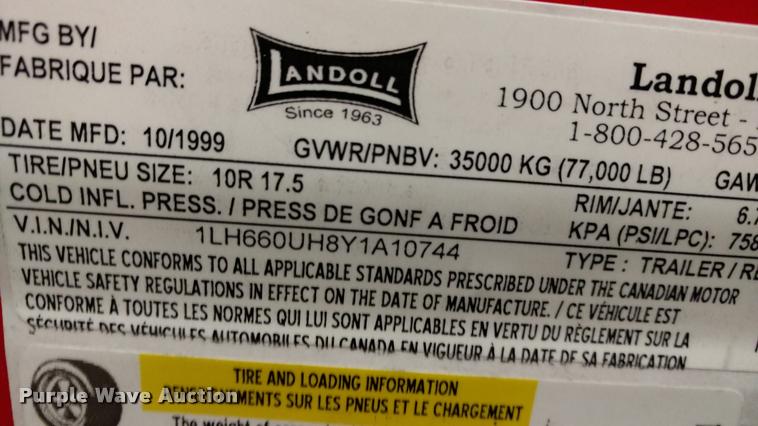 MFG BY/
FABRIQUE PAR:
LANDOLL
Since 1963
Landoll
1900 North Street -
1-800-428-565
DATE MFD: 10/1999
GVWR/PNBV: 35000 KG (77,000 LB)
GAW
TIRE/PNEU SIZE: 10R 17.5
RIM/JANTE: 6.7
COLD INFL. PRESS. / PRESS DE GONF A FROID
KPA (PSI/LPC): 758
V.I.N./N.I.V. 1LH660UH8Y1A10744
TYPE : TRAILER / RE
THIS VEHICLE CONFORMS TO ALL APPLICABLE STANDARDS PRESCRIBED UNDER THE CANADIAN MOTOR
VEHICLE SAFETY REGULATIONS IN EFFECT ON THE DATE OF MANUFACTURE. / CE VÉHICULE EST
CONFORME À TOUTES LES NORMES QUI LUI SONT APPLICABLES EN VERTU DU RÈGLEMENT SUR LA
SÉCURITÉ DES VÉHICULES AUTOMOBILES DU CANADA EN VIGUEUR À LA DATE DE SA FABRICATION
TIRE AND LOADING INFORMATION
RENSEIGNEMENTS SUR LES PNEUS ET LE CHARGEMENT
The weight of
Purple Wave Auction